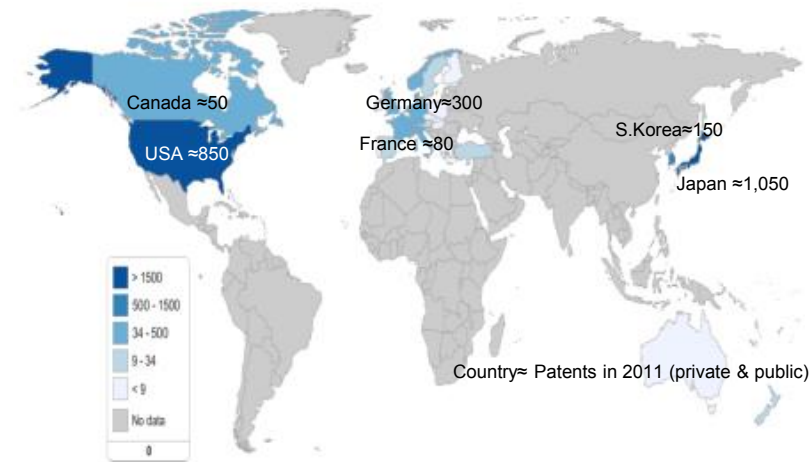 Canada ≈50
Germany≈300
S.Korea≈150
USA ≈850
France ≈80
Japan ≈1,050
> 1500
500 - 1500
34 - 500
9 - 34
< 9
No data
0
Country≈ Patents in 2011 (private & public)